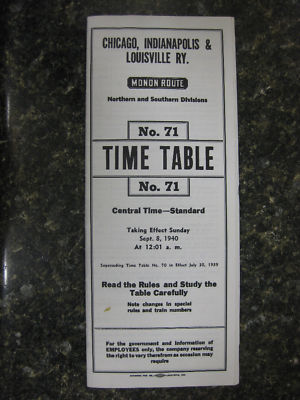 CHICAGO, INDIANAPOLIS &
LOUISVILLE RY.
MONON ROUTE
Northern and Southern Divisions
No. 71
TIME TABLE
No. 71
Central Time—Standard
Taking Effect Sunday
Sept. 8, 1940
At 12:01 a. m.
Superseding Time Table No. 70 in Effect July 30, 1939
Read the Rules and Study the
Table Carefully
Note changes in special
rules and train numbers
For the government and information of
EMPLOYEES only, the company reserving
the right to vary therefrom as occasion may
require